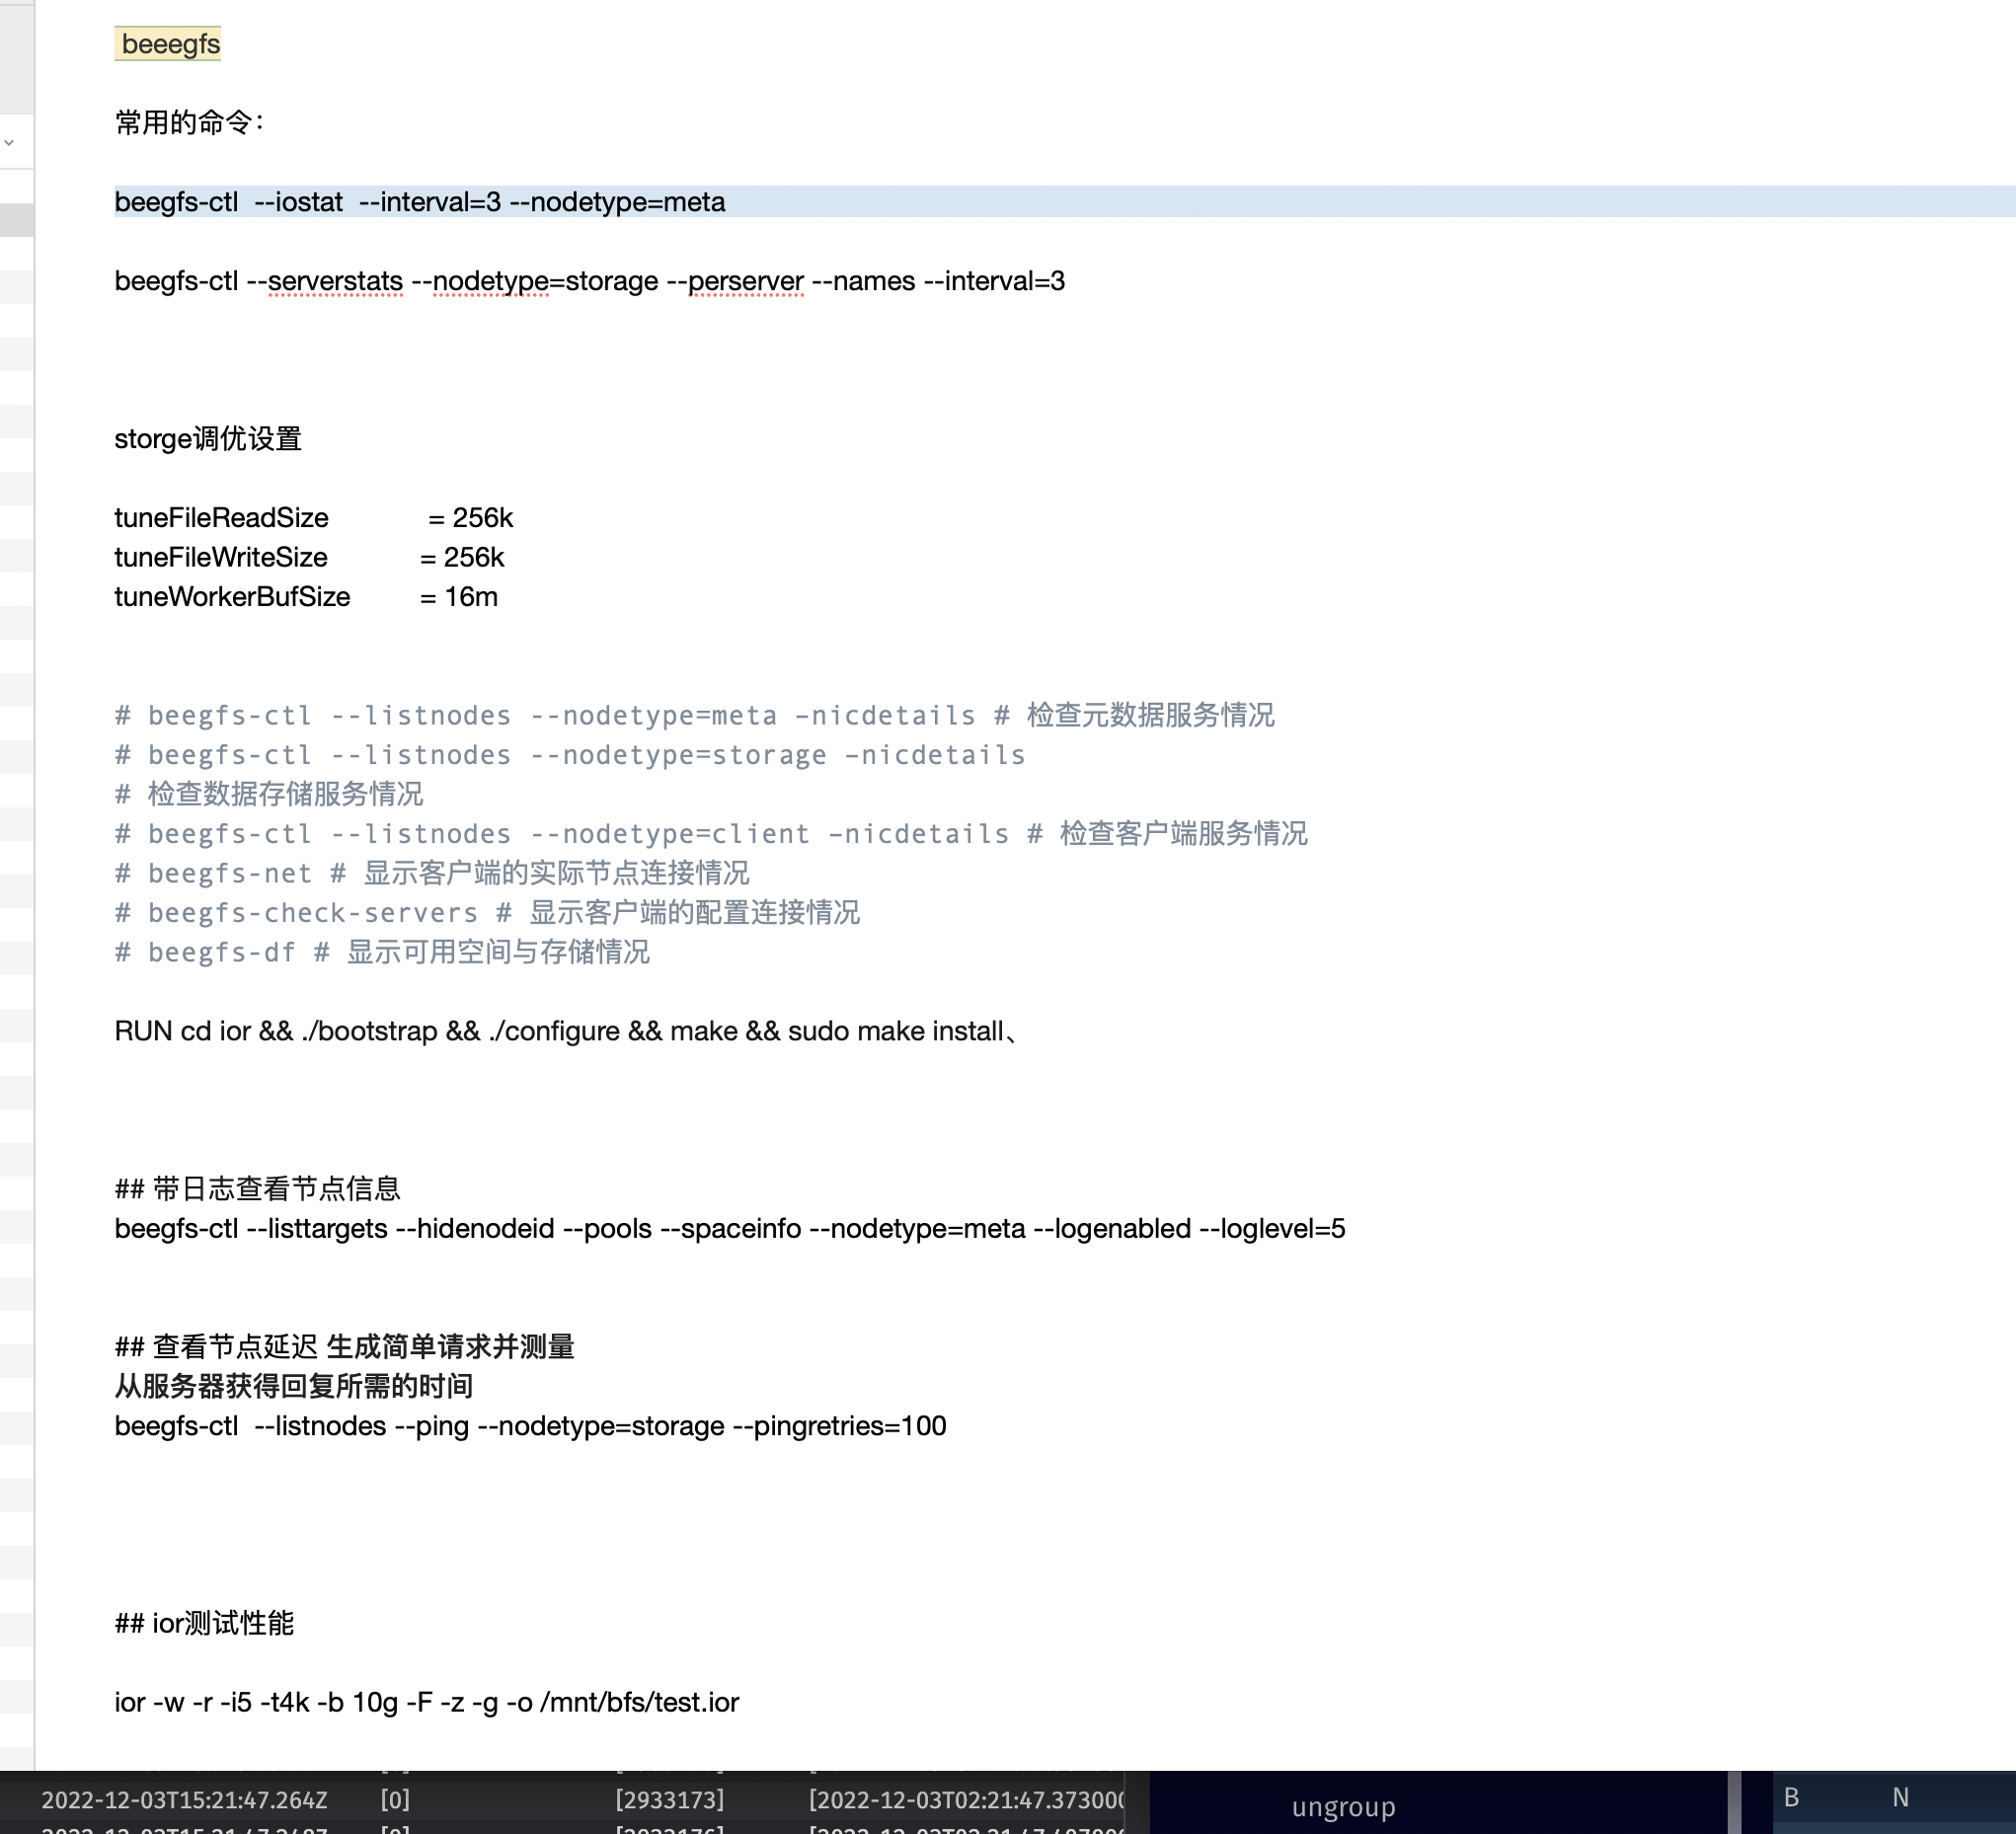 beeegfs
常用的命令：
beegfs-ctl  --iostat  --interval=3 --nodetype=meta
beegfs-ctl --serverstats --nodetype=storage --perserver --names --interval=3
storge调优设置
tuneFileReadSize             = 256k
tuneFileWriteSize            = 256k
tuneWorkerBufSize         = 16m
# beegfs-ctl --listnodes --nodetype=meta –nicdetails # 检查元数据服务情况
# beegfs-ctl --listnodes --nodetype=storage –nicdetails
# 检查数据存储服务情况
# beegfs-ctl --listnodes --nodetype=client –nicdetails # 检查客户端服务情况
# beegfs-net # 显示客户端的实际节点连接情况
# beegfs-check-servers # 显示客户端的配置连接情况
# beegfs-df # 显示可用空间与存储情况
RUN cd ior && ./bootstrap && ./configure && make && sudo make install、
## 带日志查看节点信息
beegfs-ctl --listtargets --hidenodeid --pools --spaceinfo --nodetype=meta --logenabled --loglevel=5
## 查看节点延迟 生成简单请求并测量
从服务器获得回复所需的时间
beegfs-ctl  --listnodes --ping --nodetype=storage --pingretries=100
## ior测试性能
ior -w -r -i5 -t4k -b 10g -F -z -g -o /mnt/bfs/test.ior
2022-12-03T15:21:47.264Z [0] [2933173] [2022-12-03T02:21:47.373000
ungroup
B N